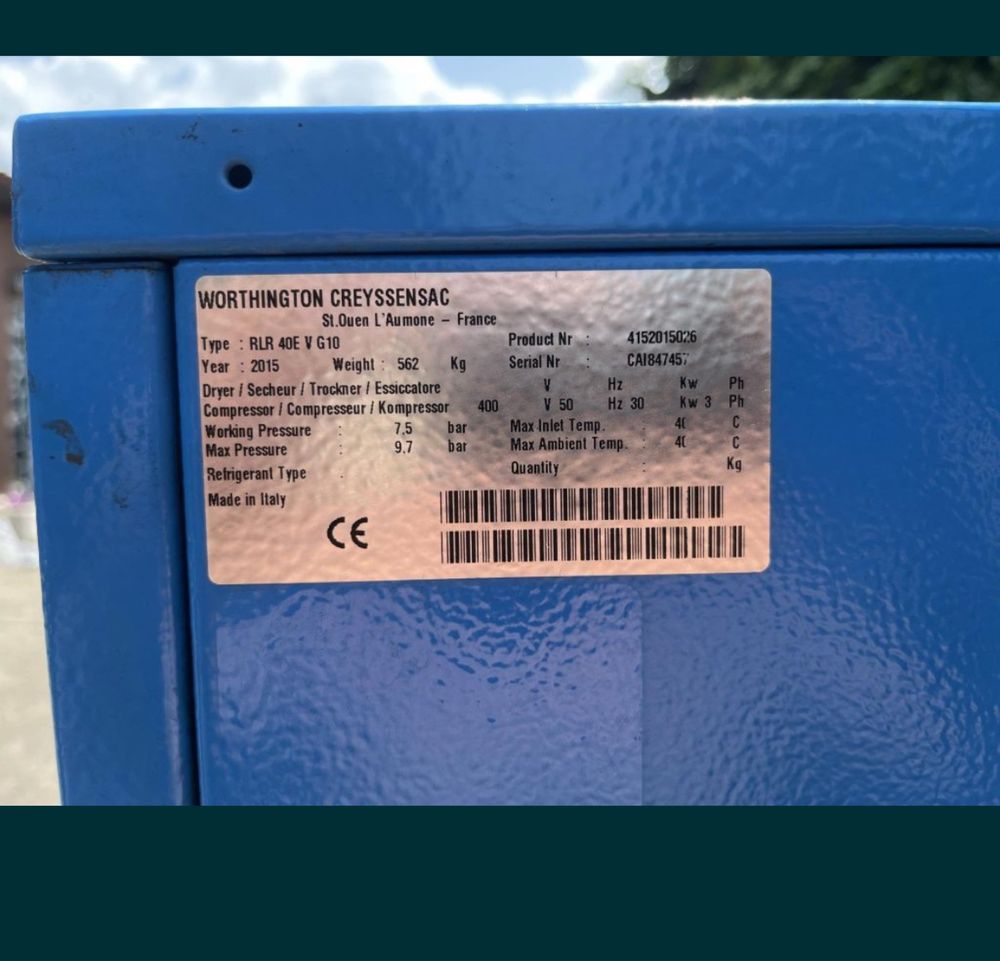 WORTHINGTON CREYSSENSAC
St.Ouen L'Aumone – France
Type : RLR 40E V G10 Product Nr : 4152015026
Year : 2015 Weight : 562 Kg Serial Nr : CAI847457
Dryer / Secheur / Trockner / Essiccatore V Hz Kw Ph
Compressor / Compresseur / Kompressor 400 V 50 Hz 30 Kw 3 Ph
Working Pressure : 7.5 bar Max Inlet Temp. : C
Max Pressure : 9.7 bar Max Ambient Temp. : C
Refrigerant Type : Quantity : Kg
Made in Italy
CE